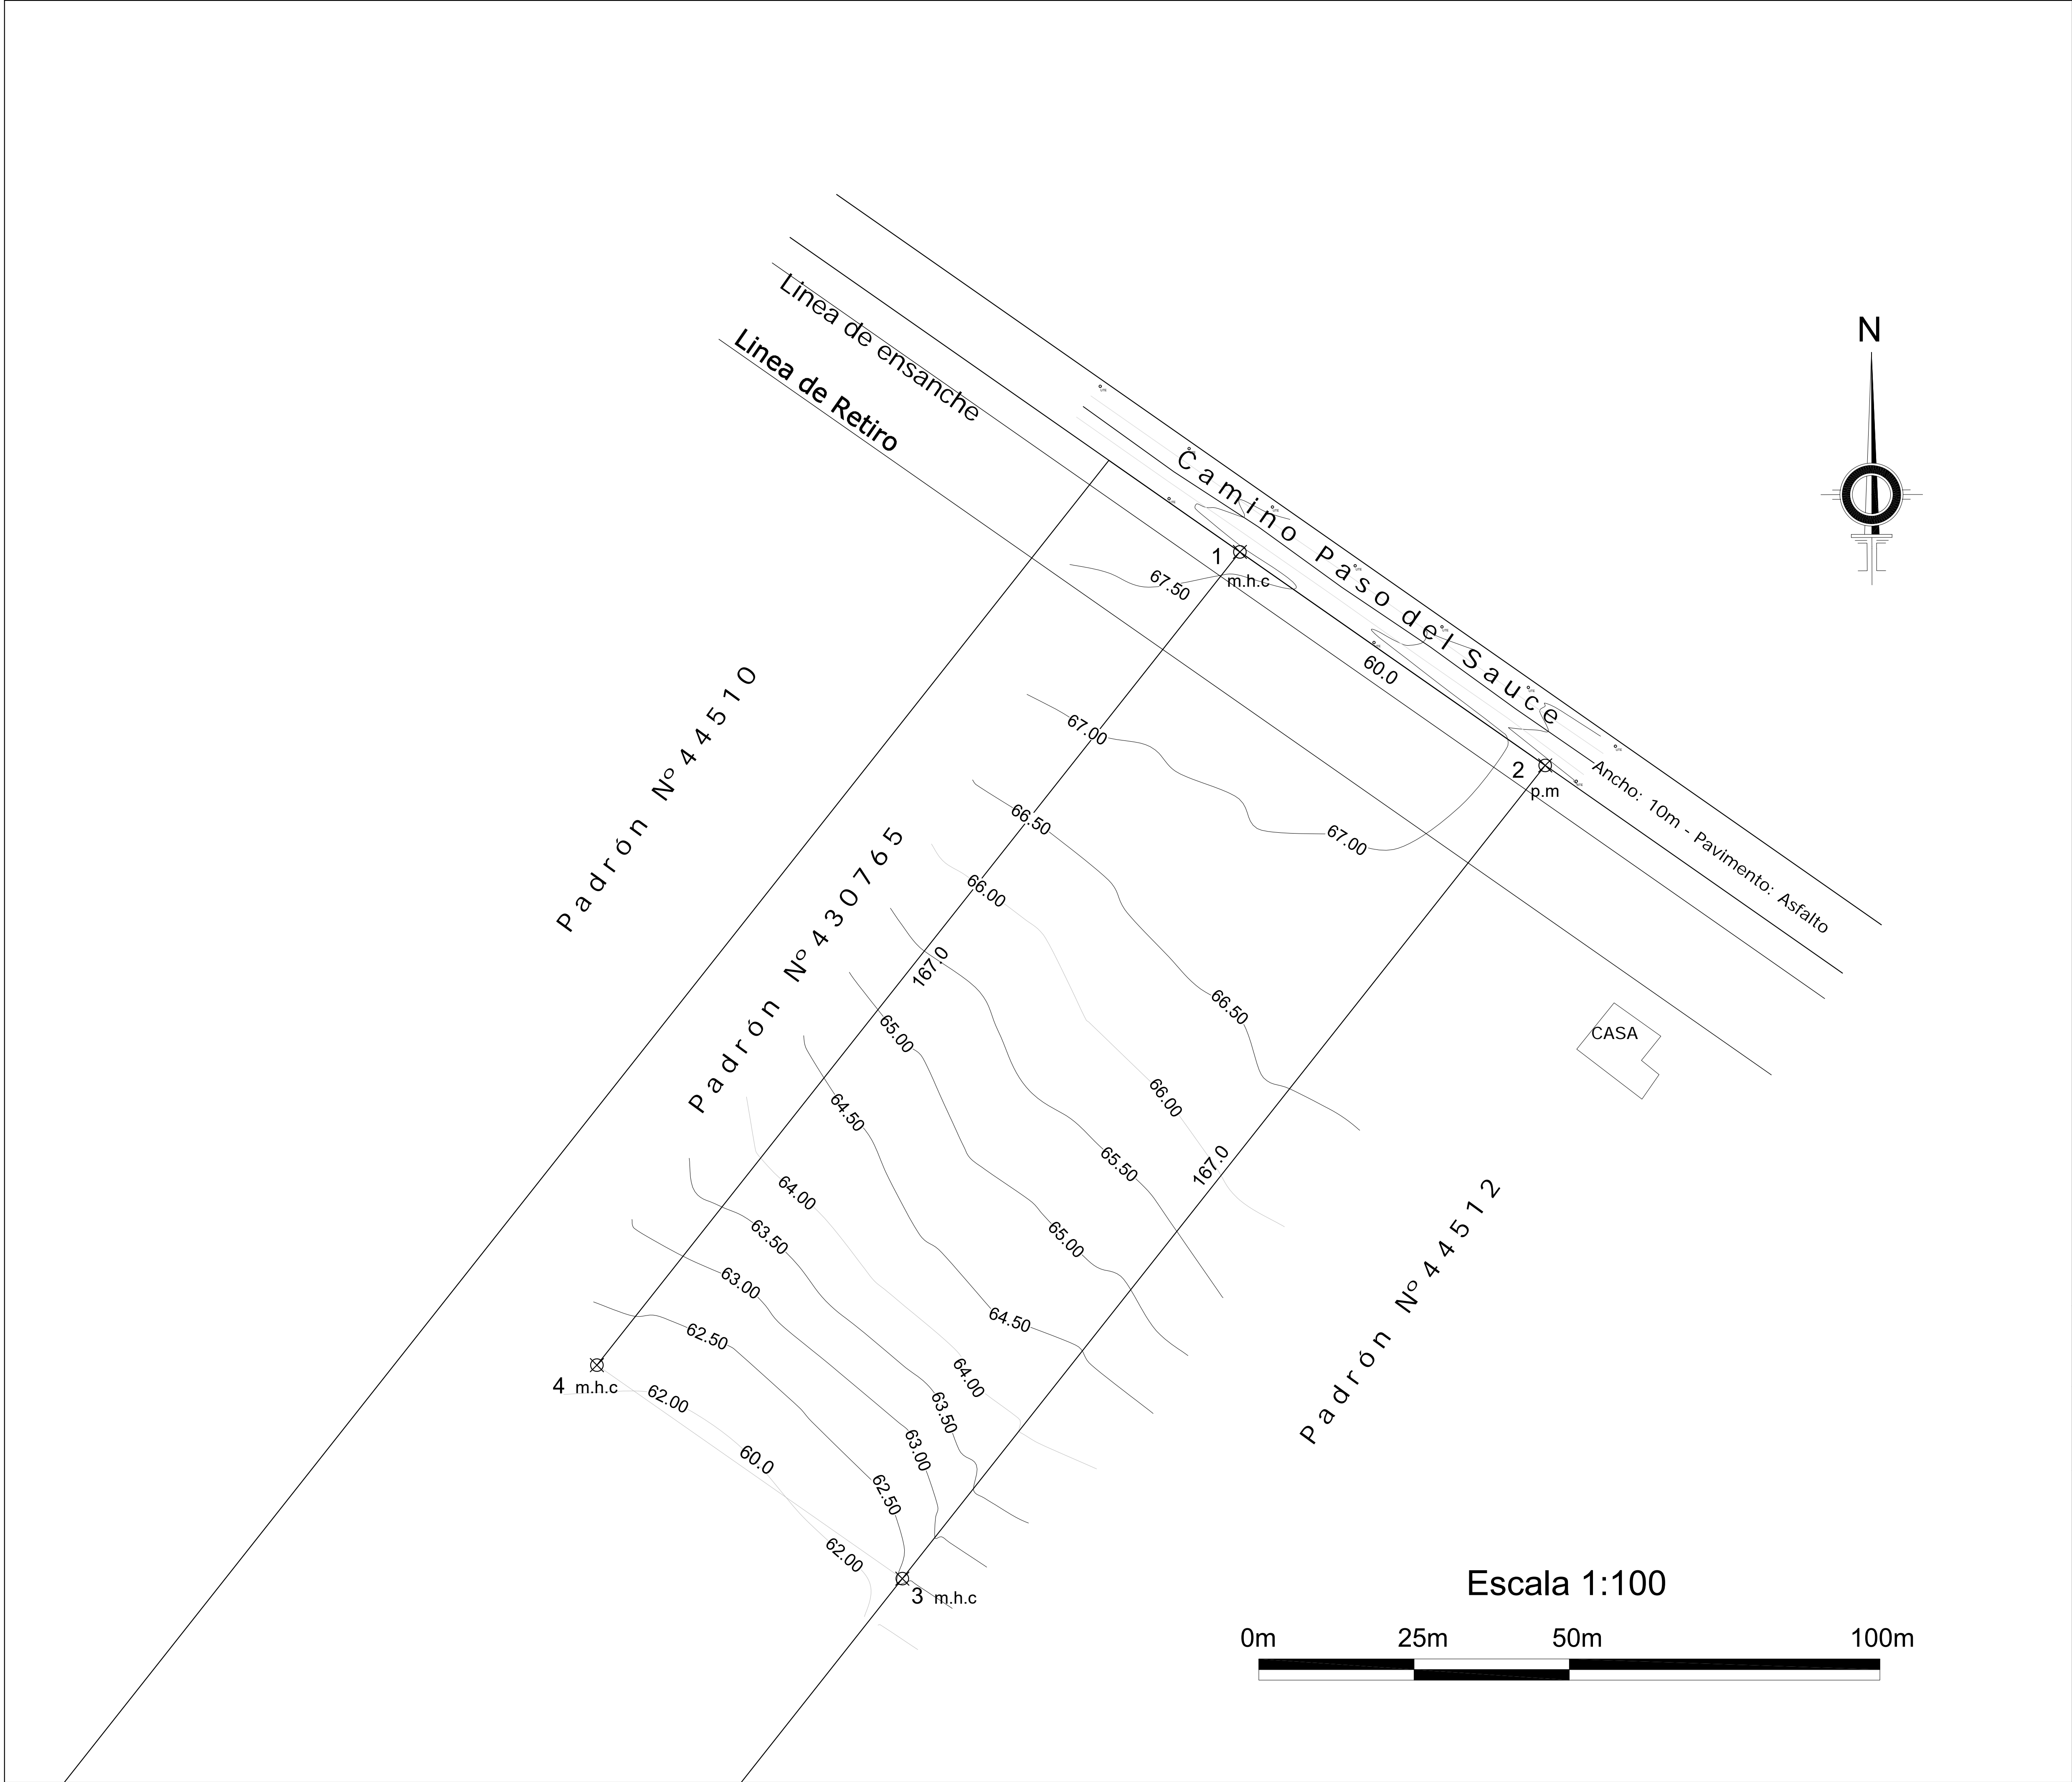 N
Linea de ensanche
Linea de Retiro
Camino Paso del Sauce
1
m.h.c
67.50
60.0
2
p.m
Ancho: 10m - Pavimento: Asfalto
Padrón Nº 44510
67.00
67.00
66.50
Padrón Nº 430765
66.00
167.0
66.50
65.00
CASA
64.50
66.00
65.50
167.0
64.00
63.50
65.00
Padrón Nº 44512
63.00
64.50
62.50
64.00
4 m.h.c
62.00
63.50
63.00
60.0
62.50
62.00
3 m.h.c
Escala 1:100
0m 25m 50m 100m